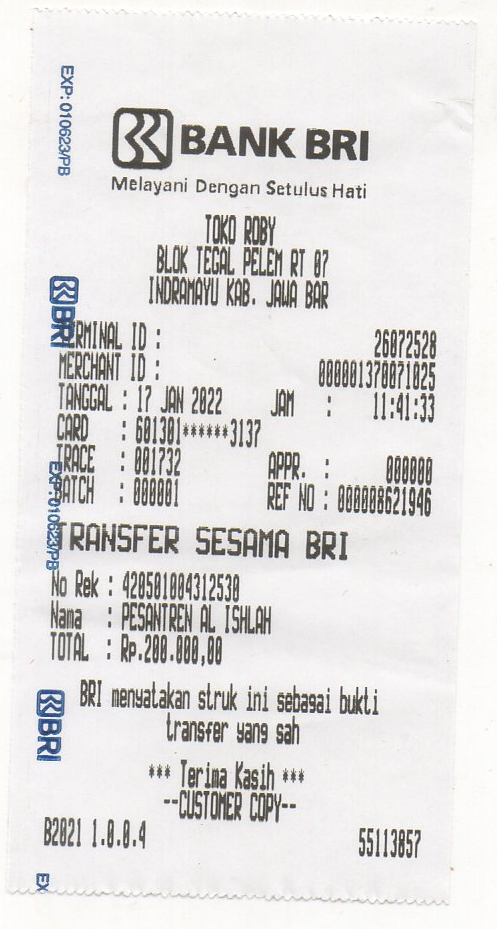 EXP: 010623/PB
BANK BRI
Melayani Dengan Setulus Hati
TOKO ROBY
BLOK TEGAL PELEM RT 07
INDRAMAYU KAB. JAWA BAR
BRI
TERMINAL ID : 26072528
MERCHANT ID : 000001370071025
TANGGAL : 17 JAN 2022 JAM : 11:41:33
CARD : 601301******3137
TRACE : 001732 APPR. : 000000
BATCH : 000001 REF NO : 000008621946
EXP: 010623/PB
TRANSFER SESAMA BRI
No Rek : 420501004312530
Nama : PESANTREN AL ISHLAH
TOTAL : Rp.200.000,00
BRI menyatakan struk ini sebagai bukti
transfer yang sah
BRI
*** Terima Kasih ***
--CUSTOMER COPY--
B2021 1.0.0.4 55113857
EX